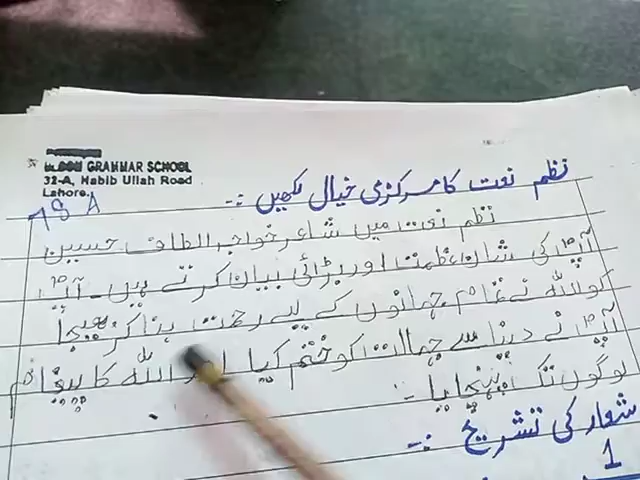 GRAMMAR SCHOOL
32-A, Habib Ullah Road
Lahore.
نظم نعت کا مرکزی خیال لکھیں :-
نظم نعت میں شاعر خواجہ الطاف حسین
آپؐ کی شان عظمت اور بڑائی بیان کرتے ہیں۔ آپؐ
کو اللہ نے تمام جہانوں کے لیے رحمت بنا کر بھیجا
آپؐ نے دنیا سے جہالت کو ختم کیا اور اللہ کا پیغام
لوگوں تک پہنچایا ۔
شعار کی تشریح :-
1